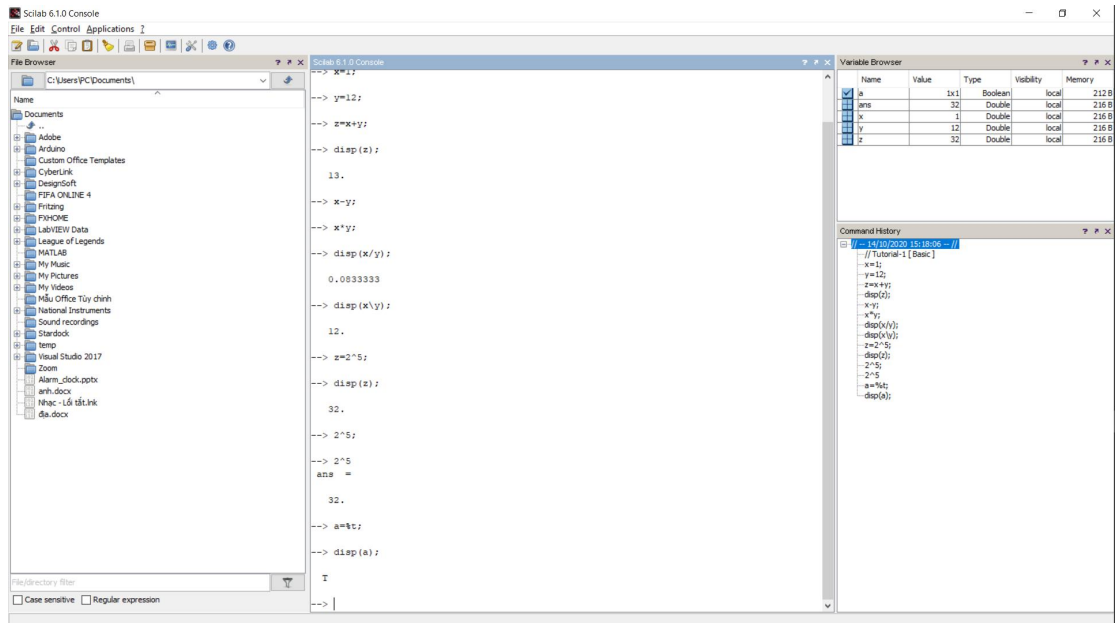 Scilab 6.1.0 Console
File Edit Control Applications ?
File Browser
C:\Users\PC\Documents\
Name
Documents
..
Adobe
Arduino
Custom Office Templates
CyberLink
DesignSoft
FIFA ONLINE 4
Fritzing
FXHOME
LabVIEW Data
League of Legends
MATLAB
My Music
My Pictures
My Videos
Mẫu Office Tùy chỉnh
National Instruments
Sound recordings
Stardock
temp
Visual Studio 2017
Zoom
Alarm_clock.pptx
anh.docx
Nhạc - Lối tắt.lnk
địa.docx
File/directory filter
Case sensitive Regular expression
Scilab 6.1.0 Console
--> x=1;
--> y=12;
--> z=x+y;
--> disp(z);
13.
--> x-y;
--> x*y;
--> disp(x/y);
0.0833333
--> disp(x\y);
12.
--> z=2^5;
--> disp(z);
32.
--> 2^5;
--> 2^5
ans =
32.
--> a=%t;
--> disp(a);
T
-->
Variable Browser
Name Value Type Visibility Memory
a 1x1 Boolean local 212 B
ans 32 Double local 216 B
x 1 Double local 216 B
y 12 Double local 216 B
z 32 Double local 216 B
Command History
// -- 14/10/2020 15:18:06 -- //
// Tutorial-1 [ Basic ]
x=1;
y=12;
z=x+y;
disp(z);
x-y;
x*y;
disp(x/y);
disp(x\y);
z=2^5;
disp(z);
2^5;
2^5
a=%t;
disp(a);